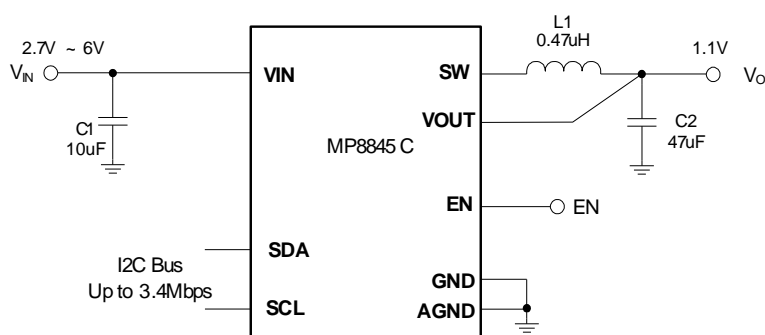 L1
0.47uH
2.7V ~ 6V
1.1V
VIN
VIN
SW
VO
C1
10uF
VOUT
C2
47uF
MP8845C
EN
EN
SDA
I2C Bus
Up to 3.4Mbps
GND
SCL
AGND